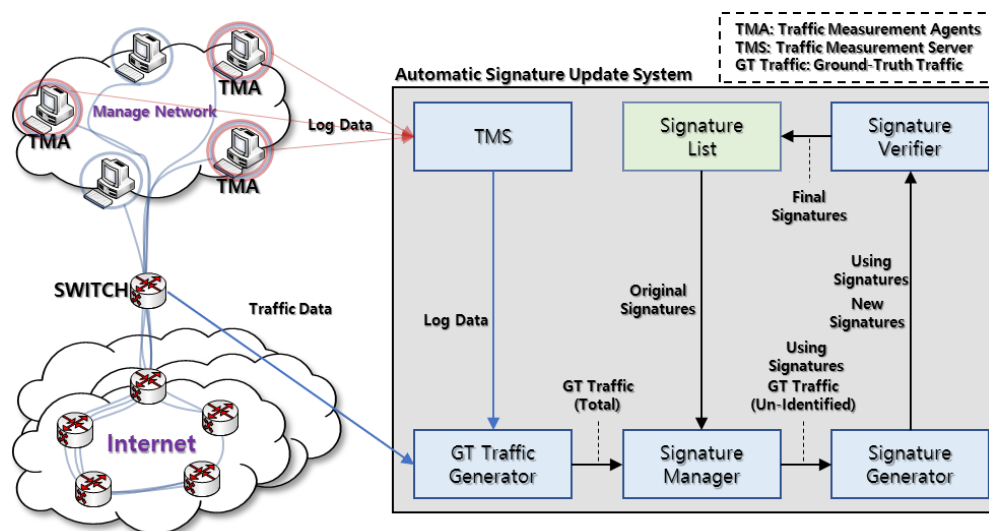 TMA: Traffic Measurement Agents
TMS: Traffic Measurement Server
GT Traffic: Ground-Truth Traffic
Automatic Signature Update System
TMA
Manage Network
TMA
TMA
Log Data
TMS
Signature
List
Signature
Verifier
Final
Signatures
SWITCH
Traffic Data
Log Data
Original
Signatures
Using
Signatures
New
Signatures
GT Traffic
(Total)
Using
Signatures
GT Traffic
(Un-Identified)
Internet
GT Traffic
Generator
Signature
Manager
Signature
Generator